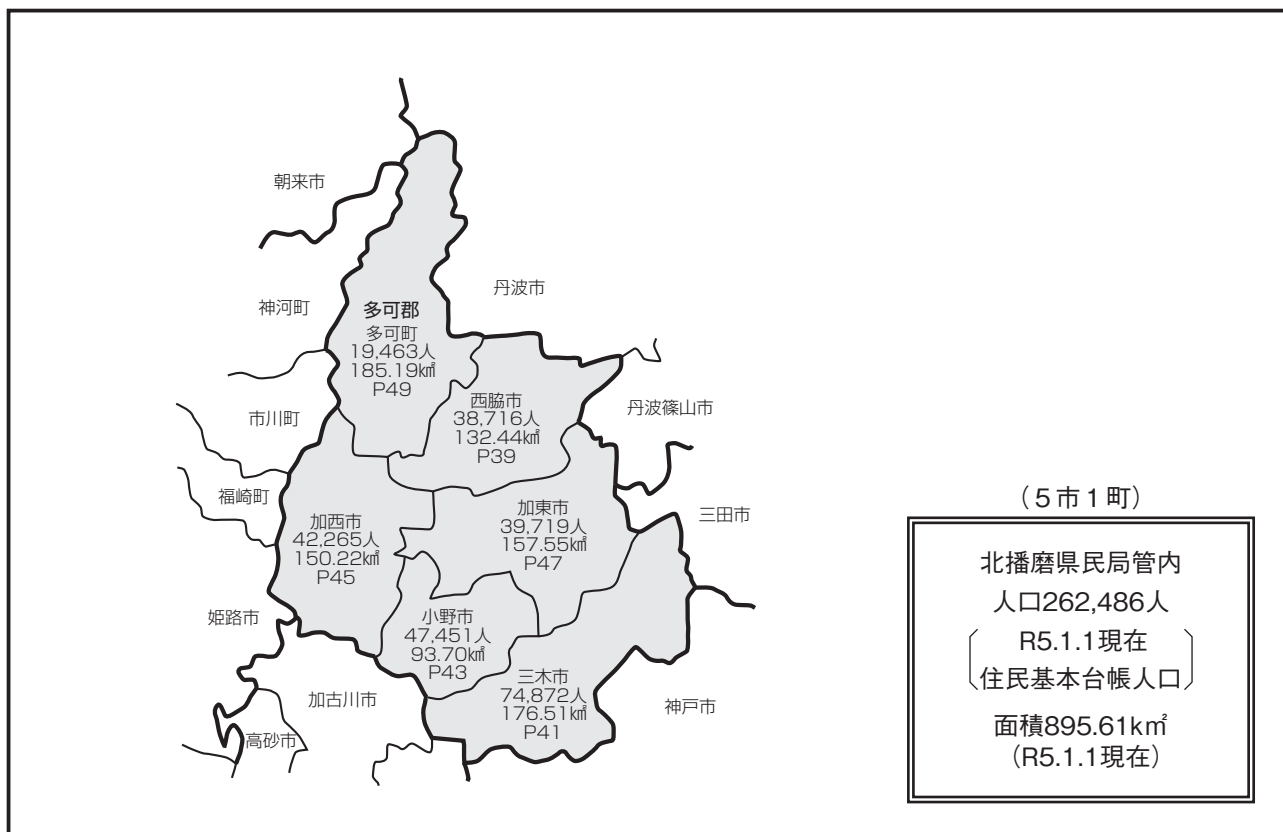 朝来市
神河町
丹波市
多可郡
多可町
19,463人
185.19k㎡
P49
市川町
西脇市
38,716人
132.44k㎡
P39
丹波篠山市
福崎町
加西市
42,265人
150.22k㎡
P45
加東市
39,719人
157.55k㎡
P47
三田市
姫路市
小野市
47,451人
93.70k㎡
P43
三木市
74,872人
176.51k㎡
P41
加古川市
神戸市
高砂市
(5市1町)
北播磨県民局管内
人口262,486人
R5.1.1現在
住民基本台帳人口
面積895.61km²
(R5.1.1現在)